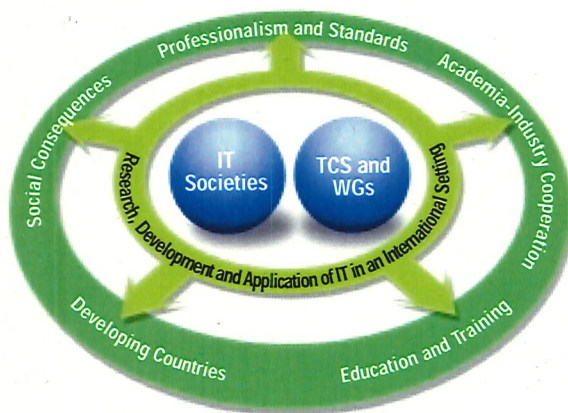 Professionalism and Standards
Academia-Industry Cooperation
Social Consequences
IT
Societies
TCS and
WGs
Research, Development and Application of IT in an International Setting
Developing Countries
Education and Training